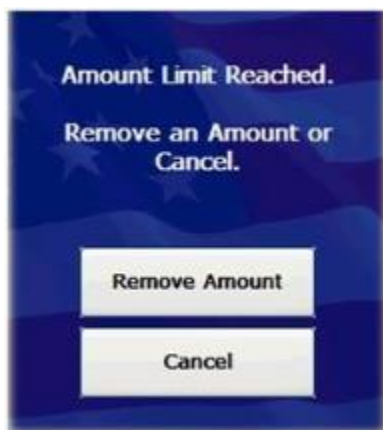 Amount Limit Reached.
Remove an Amount or
Cancel.
Remove Amount
Cancel